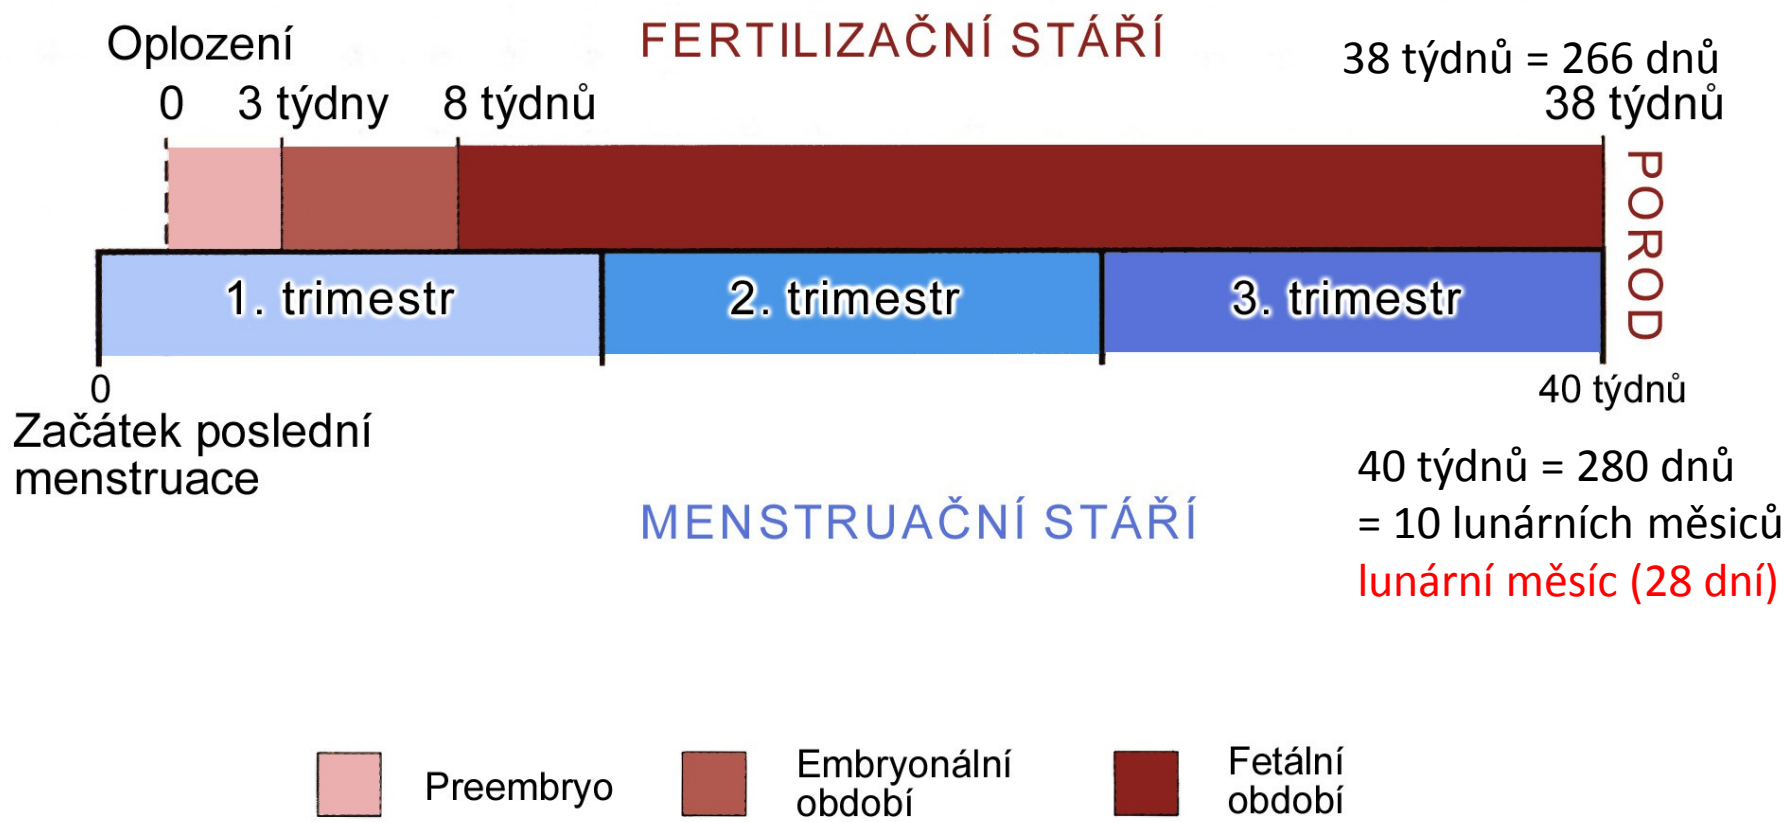 Oplození
FERTILIZAČNÍ STÁŘÍ
38 týdnů = 266 dnů
0 3 týdny 8 týdnů
38 týdnů
POROD
1. trimestr 2. trimestr 3. trimestr
0
40 týdnů
Začátek poslední
menstruace
MENSTRUAČNÍ STÁŘÍ
40 týdnů = 280 dnů
= 10 lunárních měsiců
lunární měsíc (28 dní)
Preembryo
Embryonální
období
Fetální
období